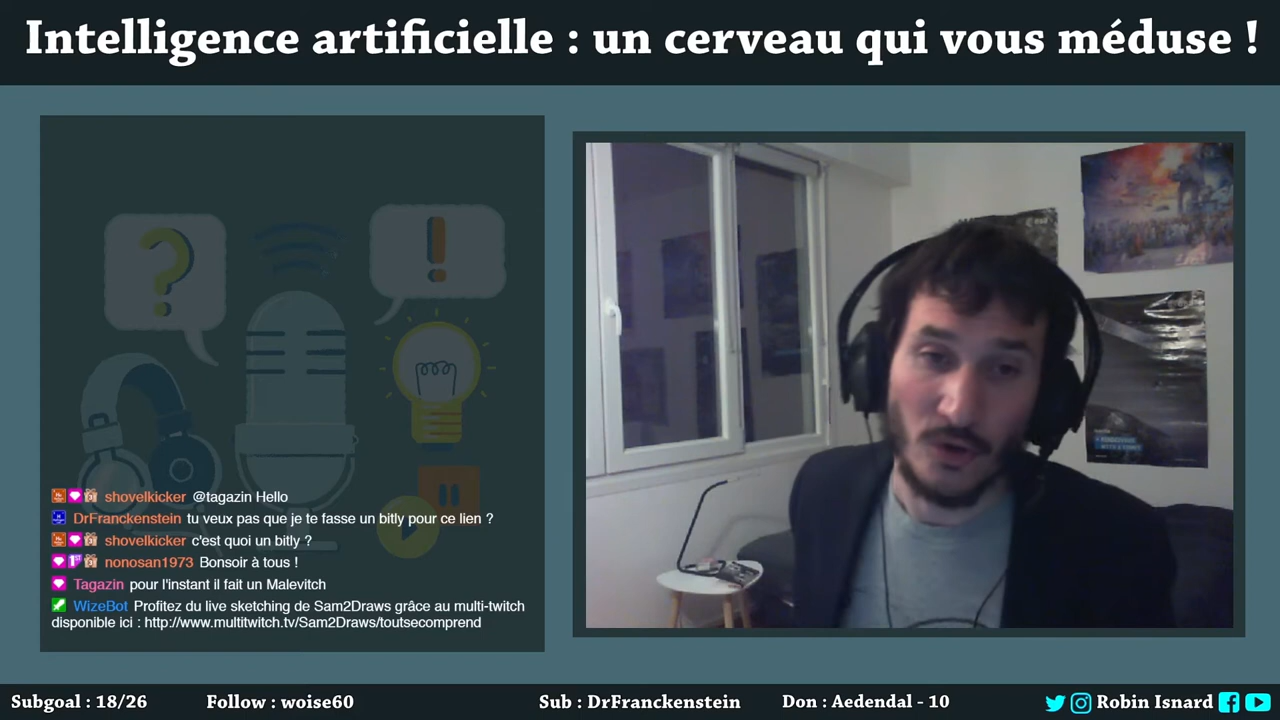 Intelligence artificielle : un cerveau qui vous méduse !
shovelkicker @tagazin Hello
DrFranckenstein tu veux pas que je te fasse un bitly pour ce lien ?
shovelkicker c'est quoi un bitly ?
nonosan1973 Bonsoir à tous !
Tagazin pour l'instant il fait un Malevitch
WizeBot Profitez du live sketching de Sam2Draws grâce au multi-twitch
disponible ici : http://www.multitwitch.tv/Sam2Draws/toutsecomprend
Subgoal : 18/26 Follow : woise60 Sub : DrFranckenstein Don : Aedendal - 10 Robin Isnard